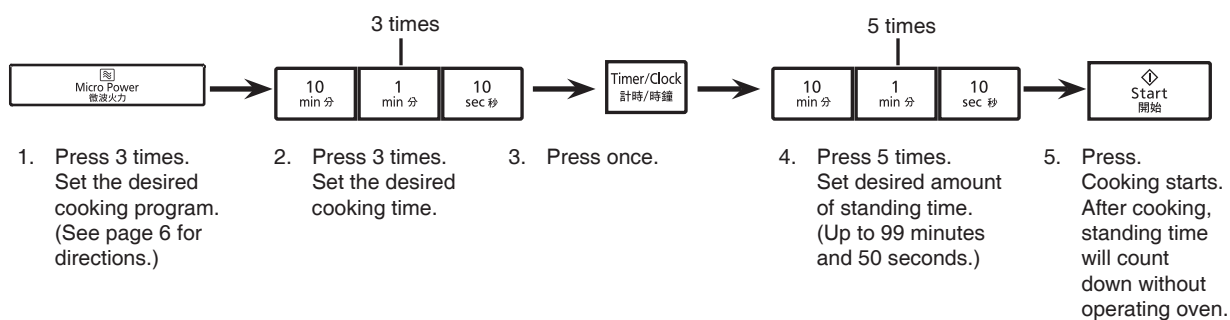 3 times
5 times
Micro Power
微波火力
10
min 分
1
min 分
10
sec 秒
Timer/Clock
計時/時鐘
10
min 分
1
min 分
10
sec 秒
Start
開始
1. Press 3 times.
Set the desired
cooking program.
(See page 6 for
directions.)
2. Press 3 times.
Set the desired
cooking time.
3. Press once.
4. Press 5 times.
Set desired amount
of standing time.
(Up to 99 minutes
and 50 seconds.)
5. Press.
Cooking starts.
After cooking,
standing time
will count
down without
operating oven.